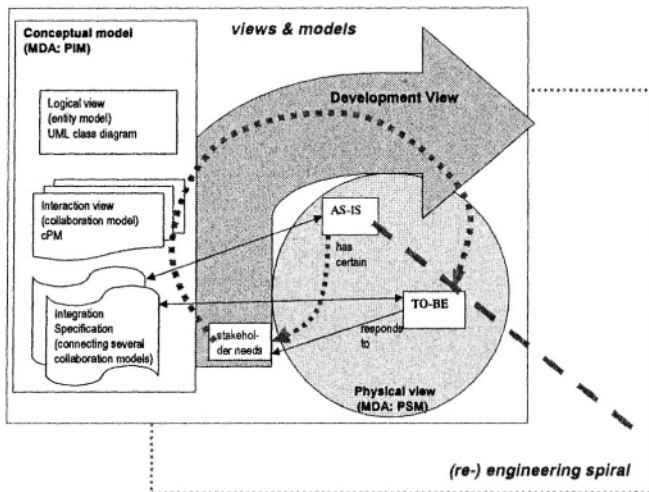 Conceptual model
(MDA: PIM)
views & models
Logical view
(entity model)
UML class diagram
Development View
Interaction view
(collaboration model)
cPM
AS-IS
has
certain
Integration
Specification
(connecting several
collaboration models)
TO-BE
stakehol-
der needs
responds
to
Physical view
(MDA: PSM)
(re-) engineering spiral